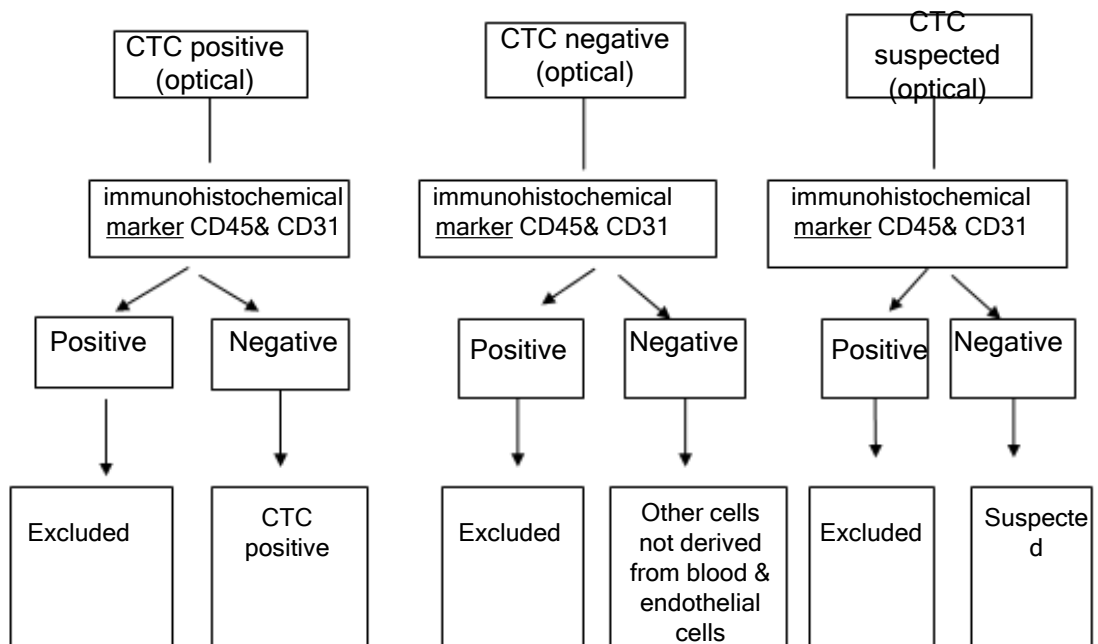 CTC positive
(optical)
CTC negative
(optical)
CTC
suspected
(optical)
immunohistochemical
marker CD45& CD31
immunohistochemical
marker CD45& CD31
immunohistochemical
marker CD45& CD31
Positive
Negative
Positive
Negative
Positive
Negative
Excluded
CTC
positive
Excluded
Other cells
not derived
from blood &
endothelial
cells
Excluded
Suspecte
d